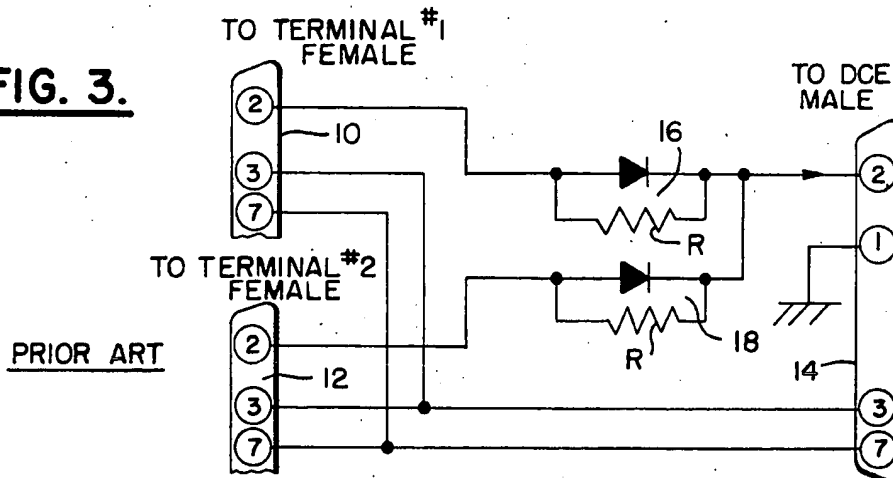 FIG. 3.
TO TERMINAL #1
FEMALE
2
10
3
7
TO TERMINAL #2
FEMALE
2
12
3
7
PRIOR ART
16
R
18
R
TO DCE
MALE
2
1
14
3
7